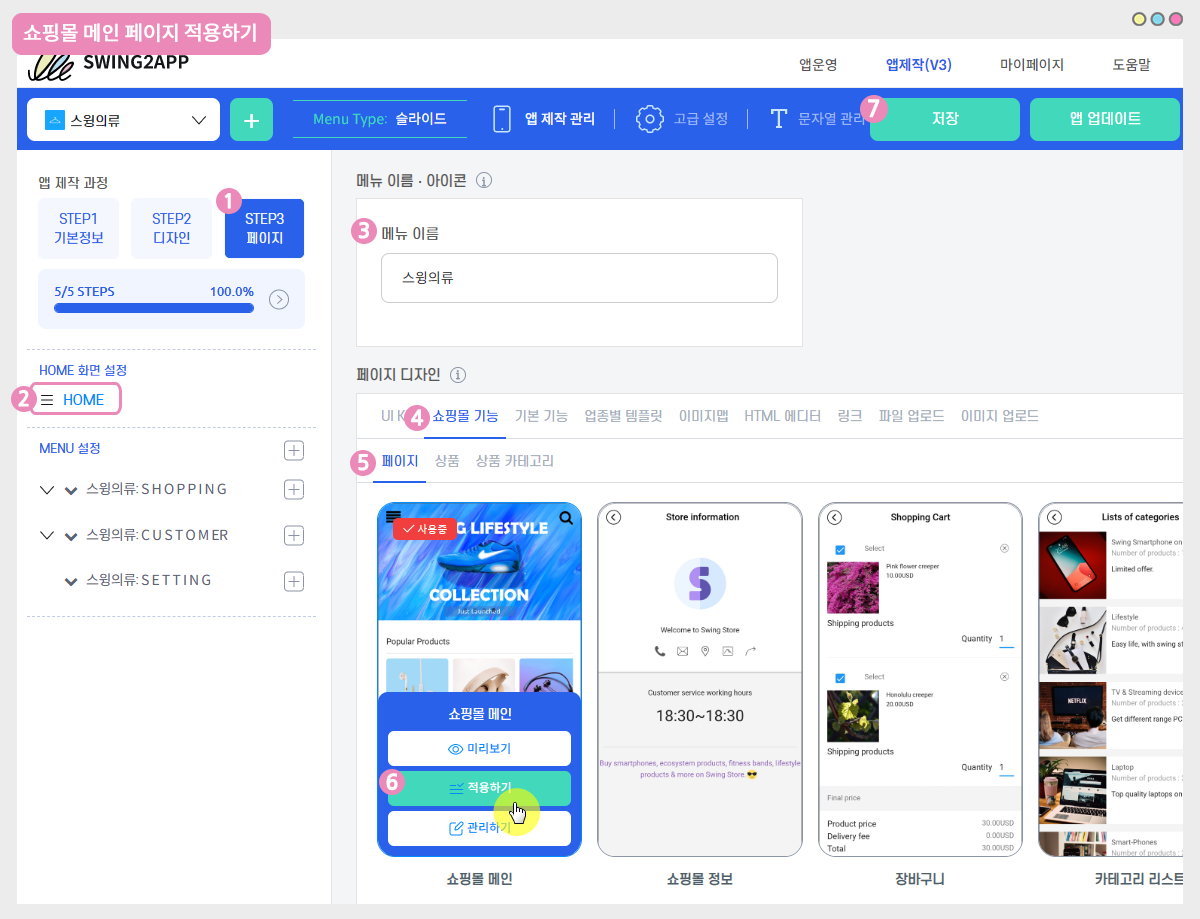 쇼핑몰 메인 페이지 적용하기
SWING2APP
앱운영
앱제작(V3)
마이페이지
도움말
스윙의류
+
Menu Type: 슬라이드
앱 제작 관리
고급 설정
문자열 관리
7
저장
앱 업데이트
앱 제작 과정
1
STEP1
기본정보
STEP2
디자인
STEP3
페이지
5/5 STEPS
100.0%
HOME 화면 설정
2
HOME
MENU 설정
스윙의류:SHOPPING
스윙의류:CUSTOMER
스윙의류:SETTING
메뉴 이름 · 아이콘
3
메뉴 이름
스윙의류
페이지 디자인
UI K
4
쇼핑몰 기능
기본 기능
업종별 템플릿
이미지맵
HTML 에디터
링크
파일 업로드
이미지 업로드
5
페이지
상품
상품 카테고리
사용중
G LIFESTYLE
COLLECTION
Just Launched
Popular Products
쇼핑몰 메인
미리보기
6
적용하기
관리하기
쇼핑몰 메인
Store information
Welcome to Swing Store
Customer service working hours
18:30~18:30
Buy smartphones, ecosystem products, fitness bands, lifestyle
products & more on Swing Store.😎
쇼핑몰 정보
Shopping Cart
Select
Pink flower creeper
10.00USD
Shipping products
Quantity 1
Select
Honolulu creeper
20.00USD
Shipping products
Quantity 1
Final price
Product price 30.00USD
Delivery fee 0.00USD
Total 30.00USD
장바구니
Lists of categories
Swing Smartphone on
Number of products :
Limited offer.
Lifestyle
Number of products :
Easy life, with swing st
NETFLIX
TV & Streaming device
Number of products :
Get different range PC
Laptop
Number of products :
Top quality laptops on
Smart-Phones
Number of products :
카테고리 리스트